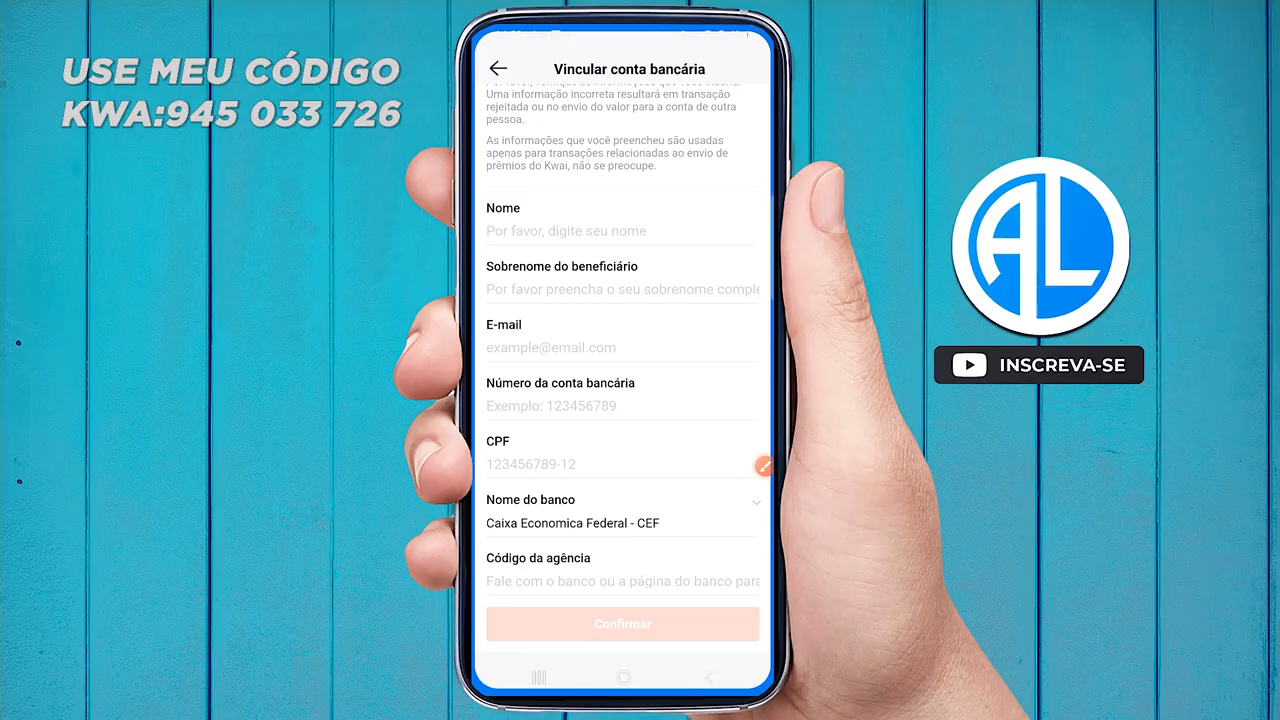 USE MEU CÓDIGO
KWA:945 033 726
Vincular conta bancária
Uma informação incorreta resultará em transação
rejeitada ou no envio do valor para a conta de outra
pessoa.
As informações que você preencheu são usadas
apenas para transações relacionadas ao envio de
prêmios do Kwai, não se preocupe.
Nome
Por favor, digite seu nome
Sobrenome do beneficiário
Por favor preencha o seu sobrenome comple
E-mail
example@email.com
Número da conta bancária
Exemplo: 123456789
CPF
123456789-12
Nome do banco
Caixa Economica Federal - CEF
Código da agência
Fale com o banco ou a página do banco para
Confirmar
AL
INSCREVA-SE